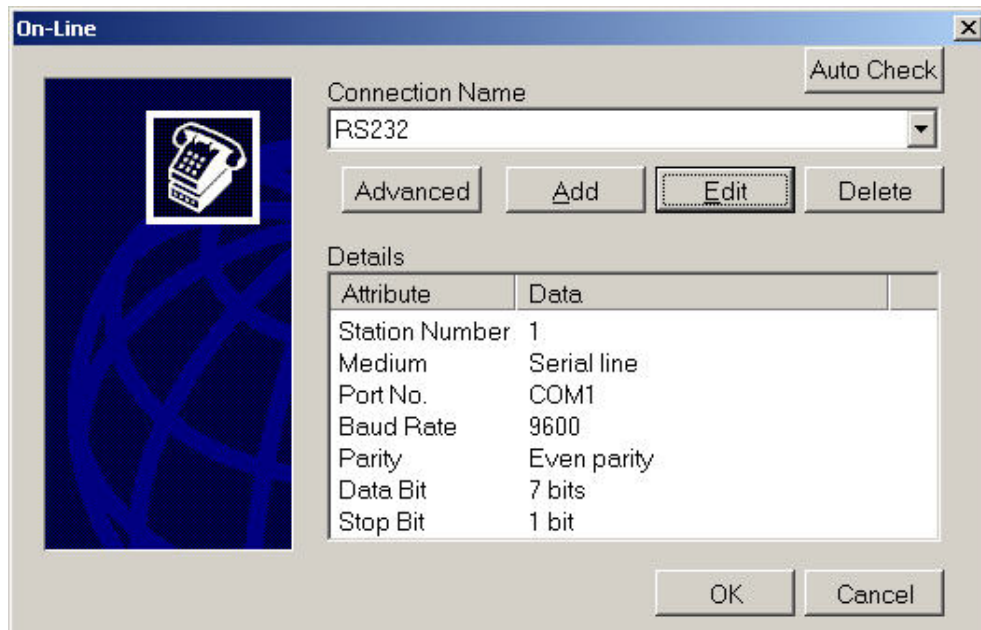 On-Line
Auto Check
Connection Name
RS232
Advanced Add Edit Delete
Details
Attribute Data
Station Number 1
Medium Serial line
Port No. COM1
Baud Rate 9600
Parity Even parity
Data Bit 7 bits
Stop Bit 1 bit
OK Cancel